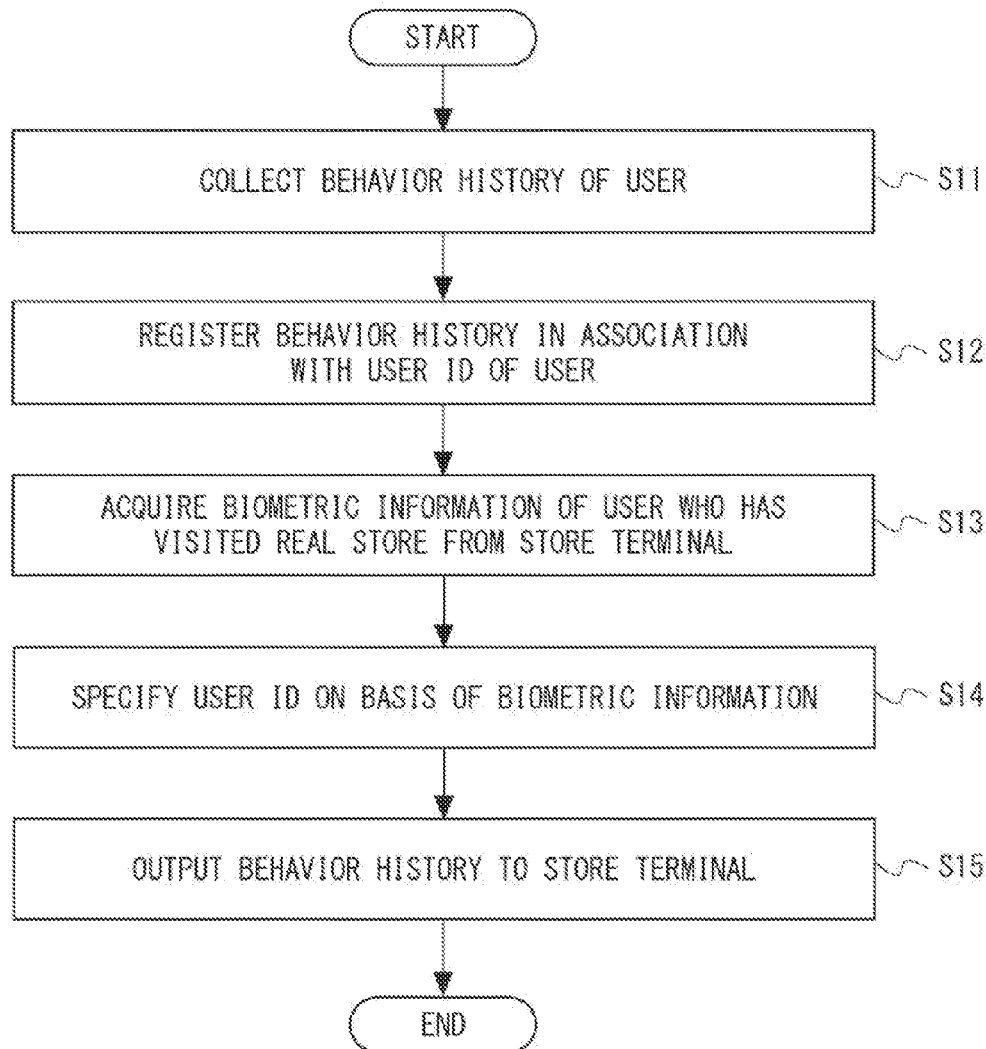 START
COLLECT BEHAVIOR HISTORY OF USER
S11
REGISTER BEHAVIOR HISTORY IN ASSOCIATION
WITH USER ID OF USER
S12
ACQUIRE BIOMETRIC INFORMATION OF USER WHO HAS
VISITED REAL STORE FROM STORE TERMINAL
S13
SPECIFY USER ID ON BASIS OF BIOMETRIC INFORMATION
S14
OUTPUT BEHAVIOR HISTORY TO STORE TERMINAL
S15
END